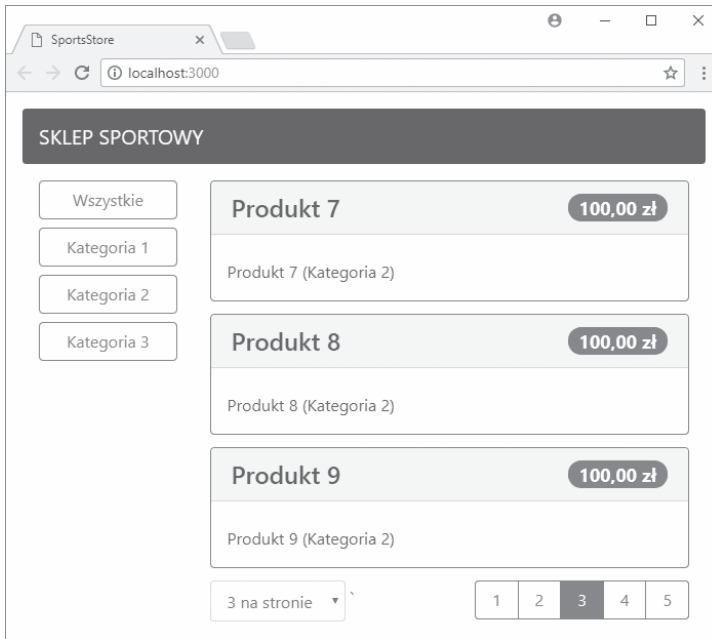 SportsStore
localhost:3000
SKLEP SPORTOWY
Wszystkie
Kategoria 1
Kategoria 2
Kategoria 3
Produkt 7
100,00 zł
Produkt 7 (Kategoria 2)
Produkt 8
100,00 zł
Produkt 8 (Kategoria 2)
Produkt 9
100,00 zł
Produkt 9 (Kategoria 2)
3 na stronie `
1 2 3 4 5